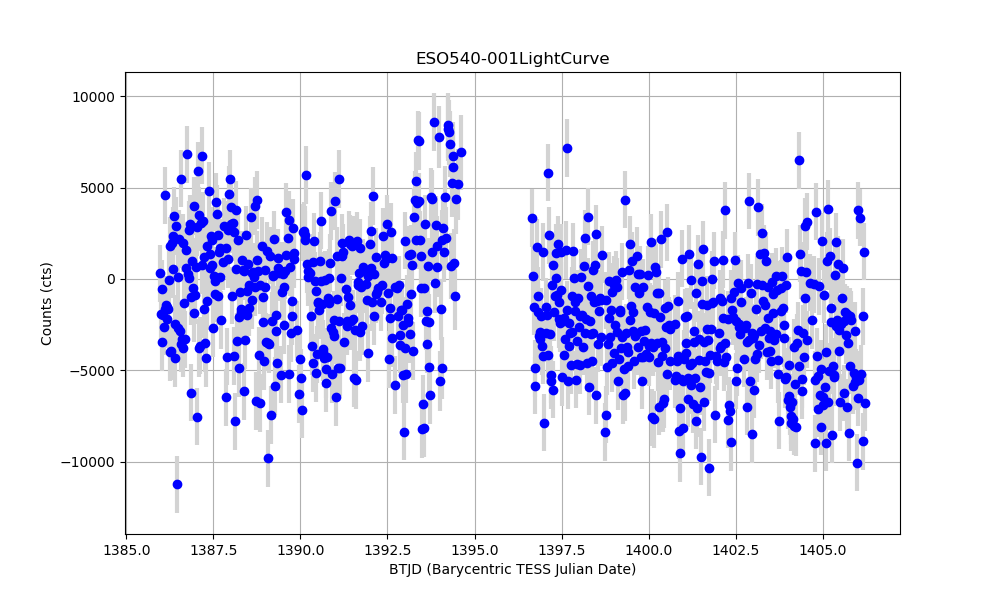 ESO540-001LightCurve
10000
5000
0
−5000
−10000
Counts (cts)
1385.0 1387.5 1390.0 1392.5 1395.0 1397.5 1400.0 1402.5 1405.0
BTJD (Barycentric TESS Julian Date)